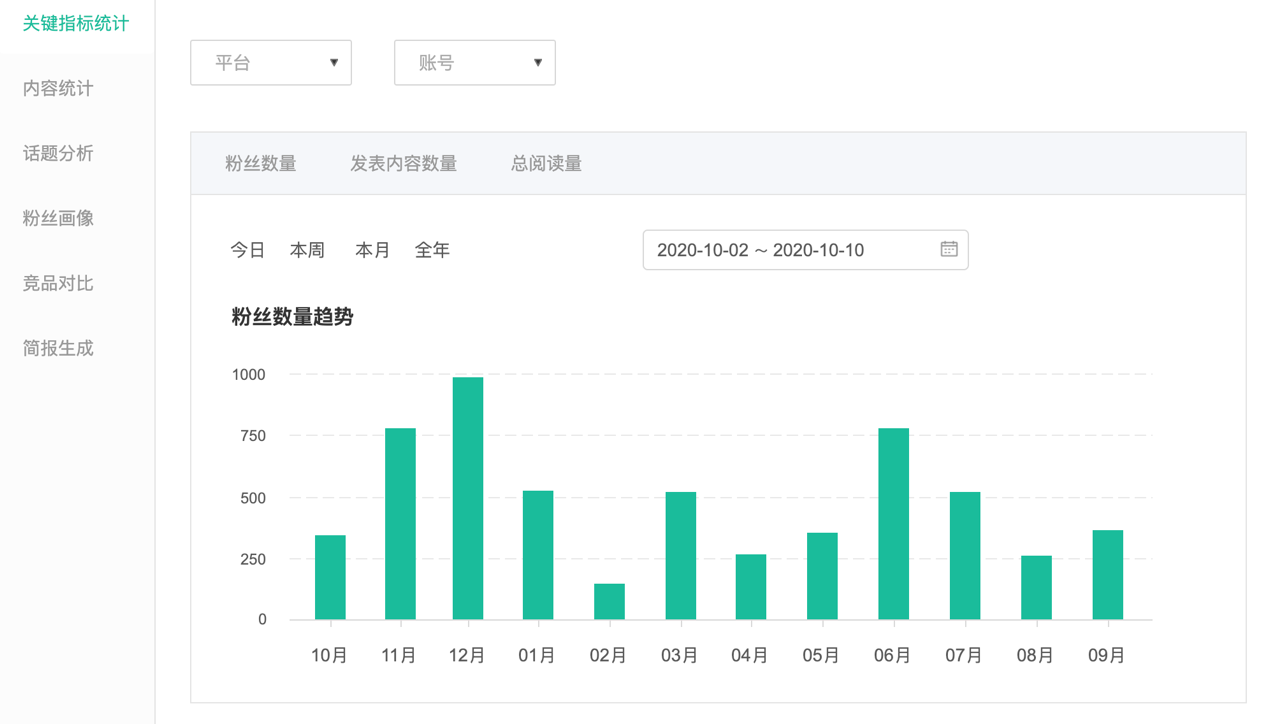 关键指标统计
内容统计
话题分析
粉丝画像
竞品对比
简报生成
平台 ▼ 账号 ▼
粉丝数量 发表内容数量 总阅读量
今日 本周 本月 全年 2020-10-02 ~ 2020-10-10
粉丝数量趋势
1000
750
500
250
0
10月 11月 12月 01月 02月 03月 04月 05月 06月 07月 08月 09月